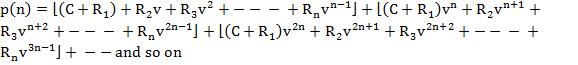 p(n) = ⌊(C + R₁) + R₂v + R₃v² + − − − + Rₙvⁿ⁻¹⌋ + ⌊(C + R₁)vⁿ + R₂vⁿ⁺¹ +
R₃vⁿ⁺² + − − − + Rₙv²ⁿ⁻¹⌋ + ⌊(C + R₁)v²ⁿ + R₂v²ⁿ⁺¹ + R₃v²ⁿ⁺² + − − − +
Rₙv³ⁿ⁻¹⌋ + − − and so on